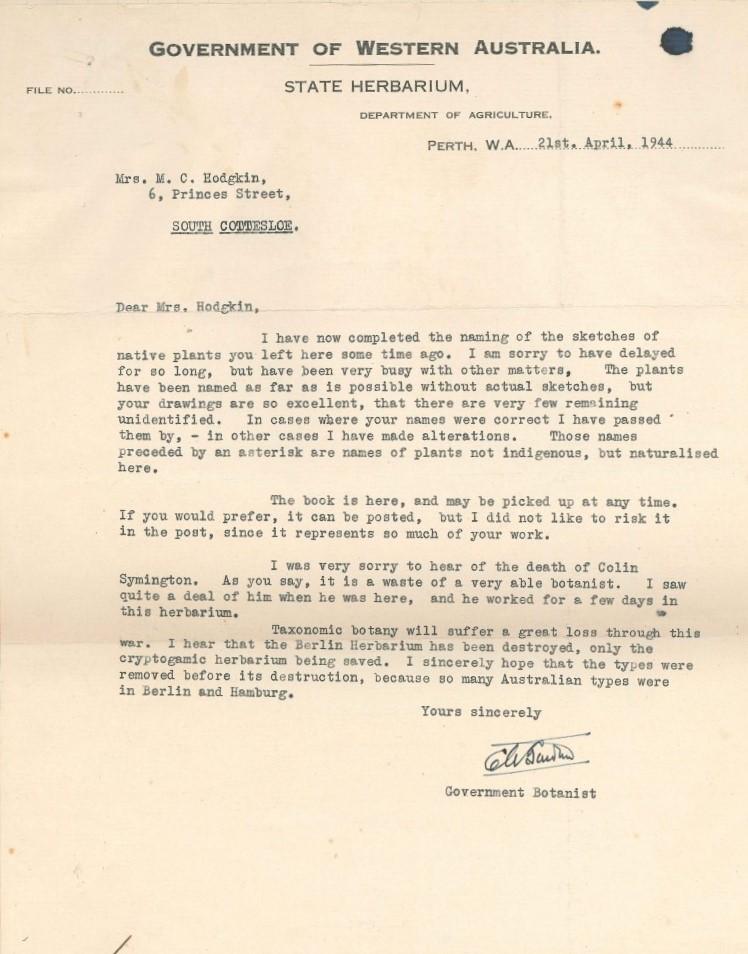 GOVERNMENT OF WESTERN AUSTRALIA.
STATE HERBARIUM,
FILE NO............
DEPARTMENT OF AGRICULTURE.
PERTH, W.A....21st. April, 1944............
Mrs. M. C. Hodgkin,
6, Princes Street,
SOUTH COTTESLOE.
Dear Mrs. Hodgkin,
I have now completed the naming of the sketches of
native plants you left here some time ago. I am sorry to have delayed
for so long, but have been very busy with other matters, The plants
have been named as far as is possible without actual sketches, but
your drawings are so excellent, that there are very few remaining
unidentified. In cases where your names were correct I have passed
them by, - in other cases I have made alterations. Those names
preceded by an asterisk are names of plants not indigenous, but naturalised
here.
The book is here, and may be picked up at any time.
If you would prefer, it can be posted, but I did not like to risk it
in the post, since it represents so much of your work.
I was very sorry to hear of the death of Colin
Symington. As you say, it is a waste of a very able botanist. I saw
quite a deal of him when he was here, and he worked for a few days in
this herbarium.
Taxonomic botany will suffer a great loss through this
war. I hear that the Berlin Herbarium has been destroyed, only the
cryptogamic herbarium being saved. I sincerely hope that the types were
removed before its destruction, because so many Australian types were
in Berlin and Hamburg.
Yours sincerely
Government Botanist